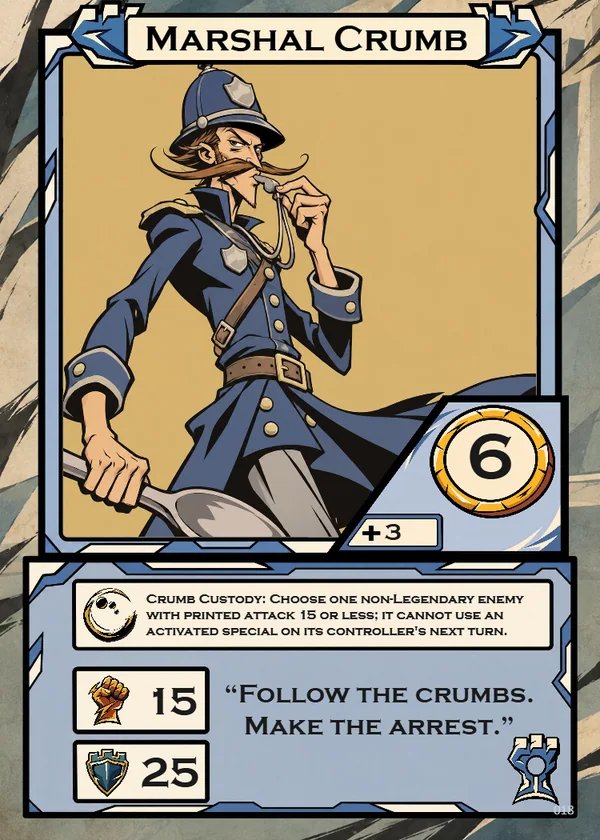 Marshal Crumb
6
+3
Crumb Custody: Choose one non-Legendary enemy
with printed attack 15 or less; it cannot use an
activated special on its controller's next turn.
15
“Follow the crumbs.
Make the arrest.”
25
018